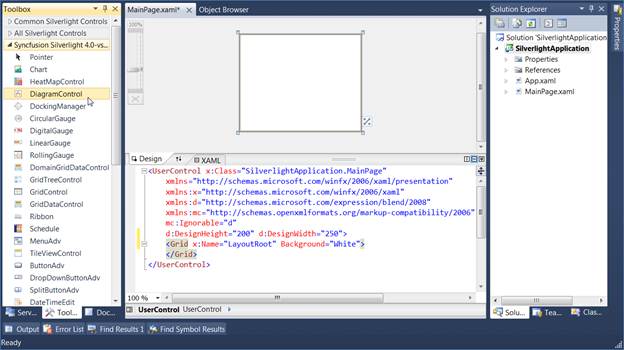 Toolbox
Common Silverlight Controls
All Silverlight Controls
Syncfusion Silverlight 4.0-vs...
Pointer
Chart
HeatMapControl
DiagramControl
DockingManager
CircularGauge
DigitalGauge
LinearGauge
RollingGauge
DomainGridDataControl
GridTreeControl
GridControl
GridDataControl
Ribbon
Schedule
MenuAdv
TileViewControl
ButtonAdv
DropDownButtonAdv
SplitButtonAdv
DateTimeEdit
Serv...
Tool...
Doc...
MainPage.xaml*
Object Browser
100%
Design
XAML
<UserControl x:Class="SilverlightApplication.MainPage"
xmlns="http://schemas.microsoft.com/winfx/2006/xaml/presentation"
xmlns:x="http://schemas.microsoft.com/winfx/2006/xaml"
xmlns:d="http://schemas.microsoft.com/expression/blend/2008"
xmlns:mc="http://schemas.openxmlformats.org/markup-compatibility/2006"
mc:Ignorable="d"
d:DesignHeight="200" d:DesignWidth="250">
<Grid x:Name="LayoutRoot" Background="White">
</Grid>
</UserControl>
100 %
UserControl UserControl
Solution Explorer
Solution 'SilverlightApplication'
SilverlightApplication
Properties
References
App.xaml
MainPage.xaml
Solu...
Tea...
Clas...
Properties
Output
Error List
Find Results 1
Find Symbol Results
Ready